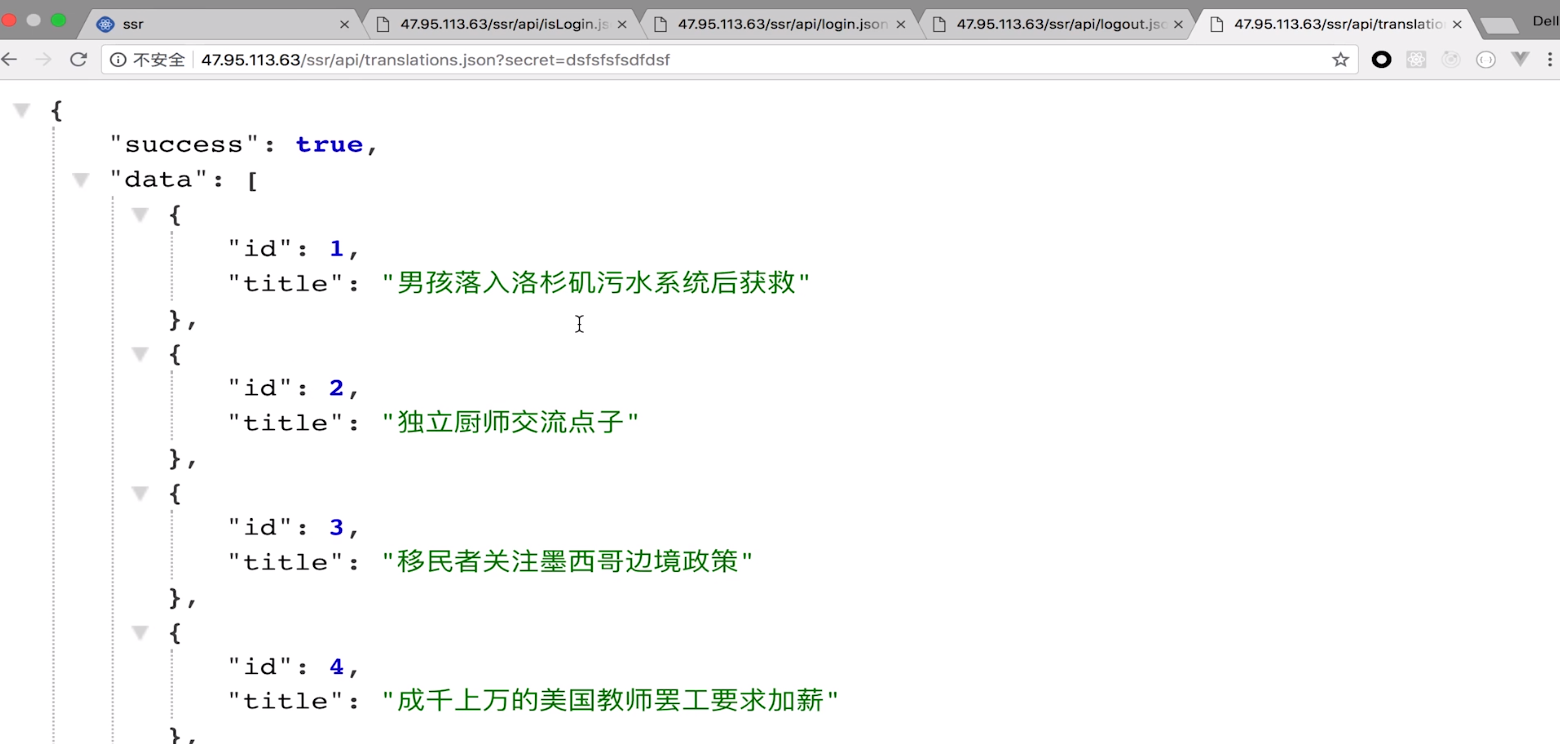 ssr
47.95.113.63/ssr/api/isLogin.js
47.95.113.63/ssr/api/login.json
47.95.113.63/ssr/api/logout.jso
47.95.113.63/ssr/api/translatio
Dell
不安全
47.95.113.63/ssr/api/translations.json?secret=dsfsfsfsdfdsf
{
"success": true,
"data": [
{
"id": 1,
"title": "男孩落入洛杉矶污水系统后获救"
},
{
"id": 2,
"title": "独立厨师交流点子"
},
{
"id": 3,
"title": "移民者关注墨西哥边境政策"
},
{
"id": 4,
"title": "成千上万的美国教师罢工要求加薪"
},